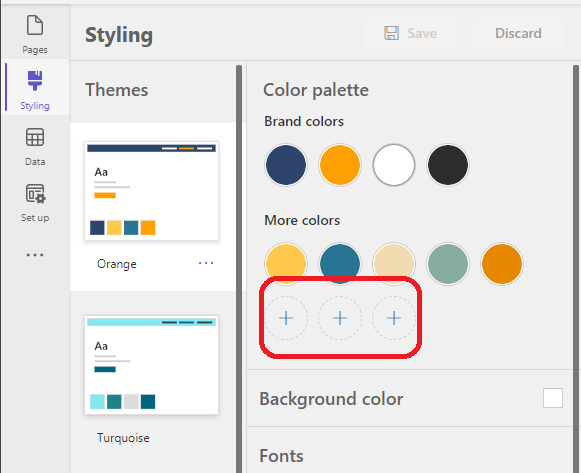 Pages
Styling
Data
Set up
Styling
Save
Discard
Themes
Aa
Orange
Aa
Turquoise
Color palette
Brand colors
More colors
Background color
Fonts